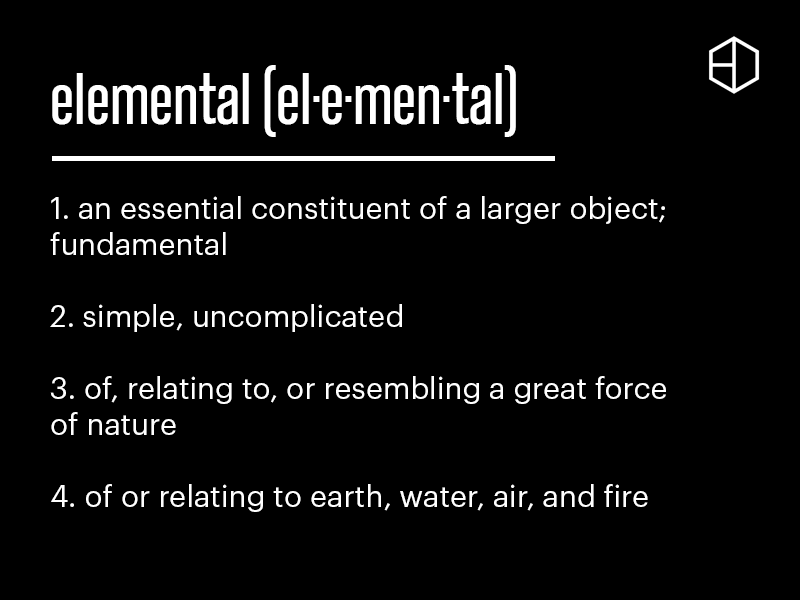 elemental (el·e·men·tal)
1. an essential constituent of a larger object;
fundamental
2. simple, uncomplicated
3. of, relating to, or resembling a great force
of nature
4. of or relating to earth, water, air, and fire